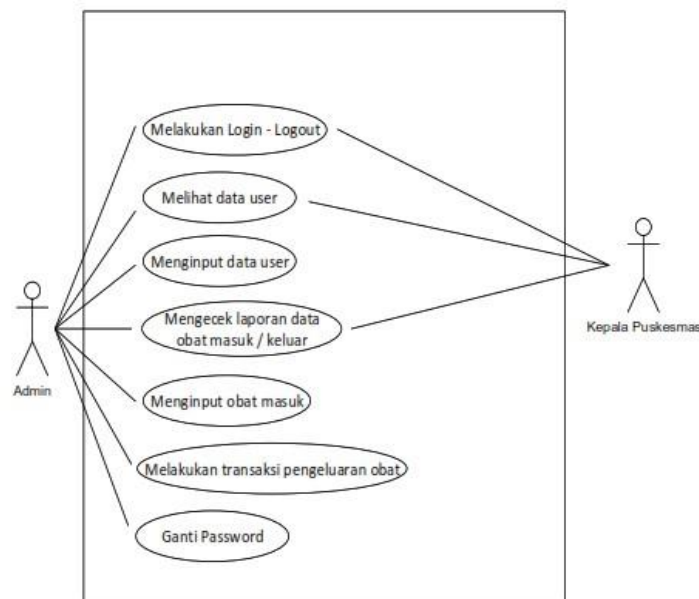 Melakukan Login - Logout
Melihat data user
Menginput data user
Mengecek laporan data
obat masuk / keluar
Menginput obat masuk
Melakukan transaksi pengeluaran obat
Ganti Password
Admin
Kepala Puskesmas